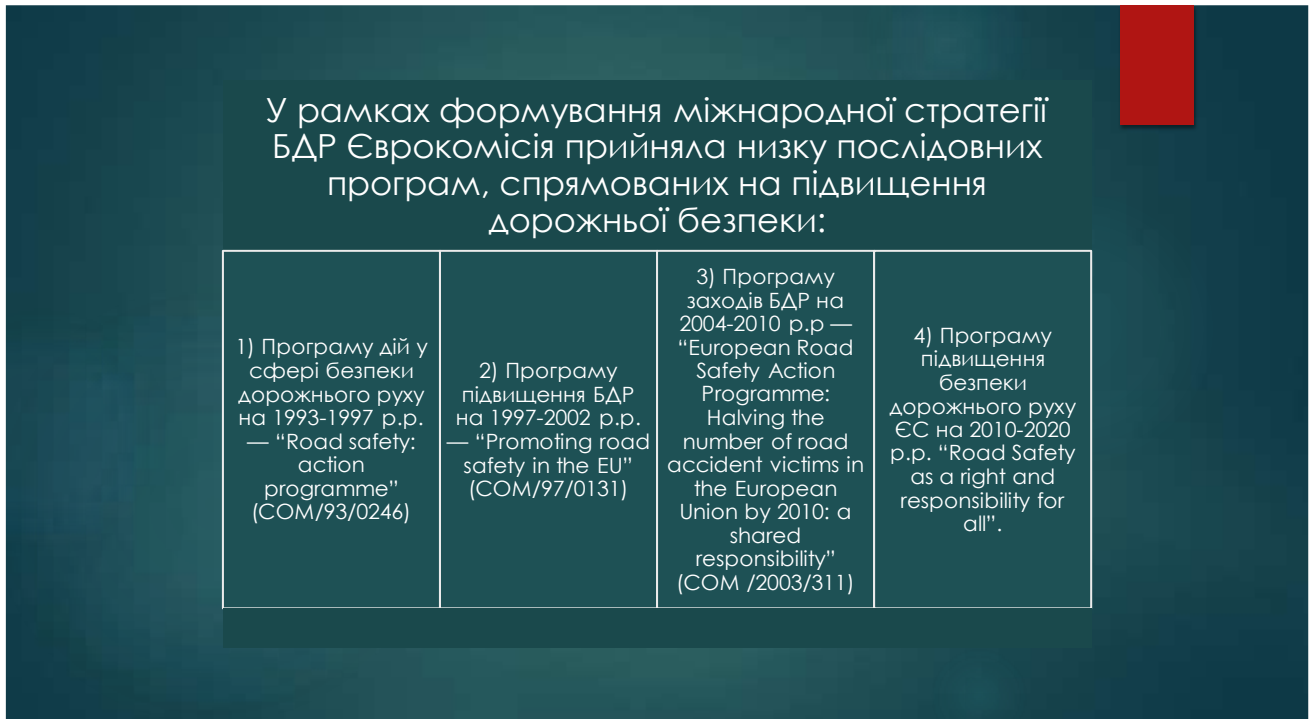 У рамках формування міжнародної стратегії
БДР Єврокомісія прийняла низку послідовних
програм, спрямованих на підвищення
дорожньої безпеки:
1) Програму дій у
сфері безпеки
дорожнього руху
на 1993-1997 р.р.
— “Road safety:
action
programme”
(COM/93/0246)
2) Програму
підвищення БДР
на 1997-2002 р.р.
— “Promoting road
safety in the EU”
(COM/97/0131)
3) Програму
заходів БДР на
2004-2010 р.р —
“European Road
Safety Action
Programme:
Halving the
number of road
accident victims in
the European
Union by 2010: a
shared
responsibility”
(COM /2003/311)
4) Програму
підвищення
безпеки
дорожнього руху
ЄС на 2010-2020
р.р. “Road Safety
as a right and
responsibility for
all”.